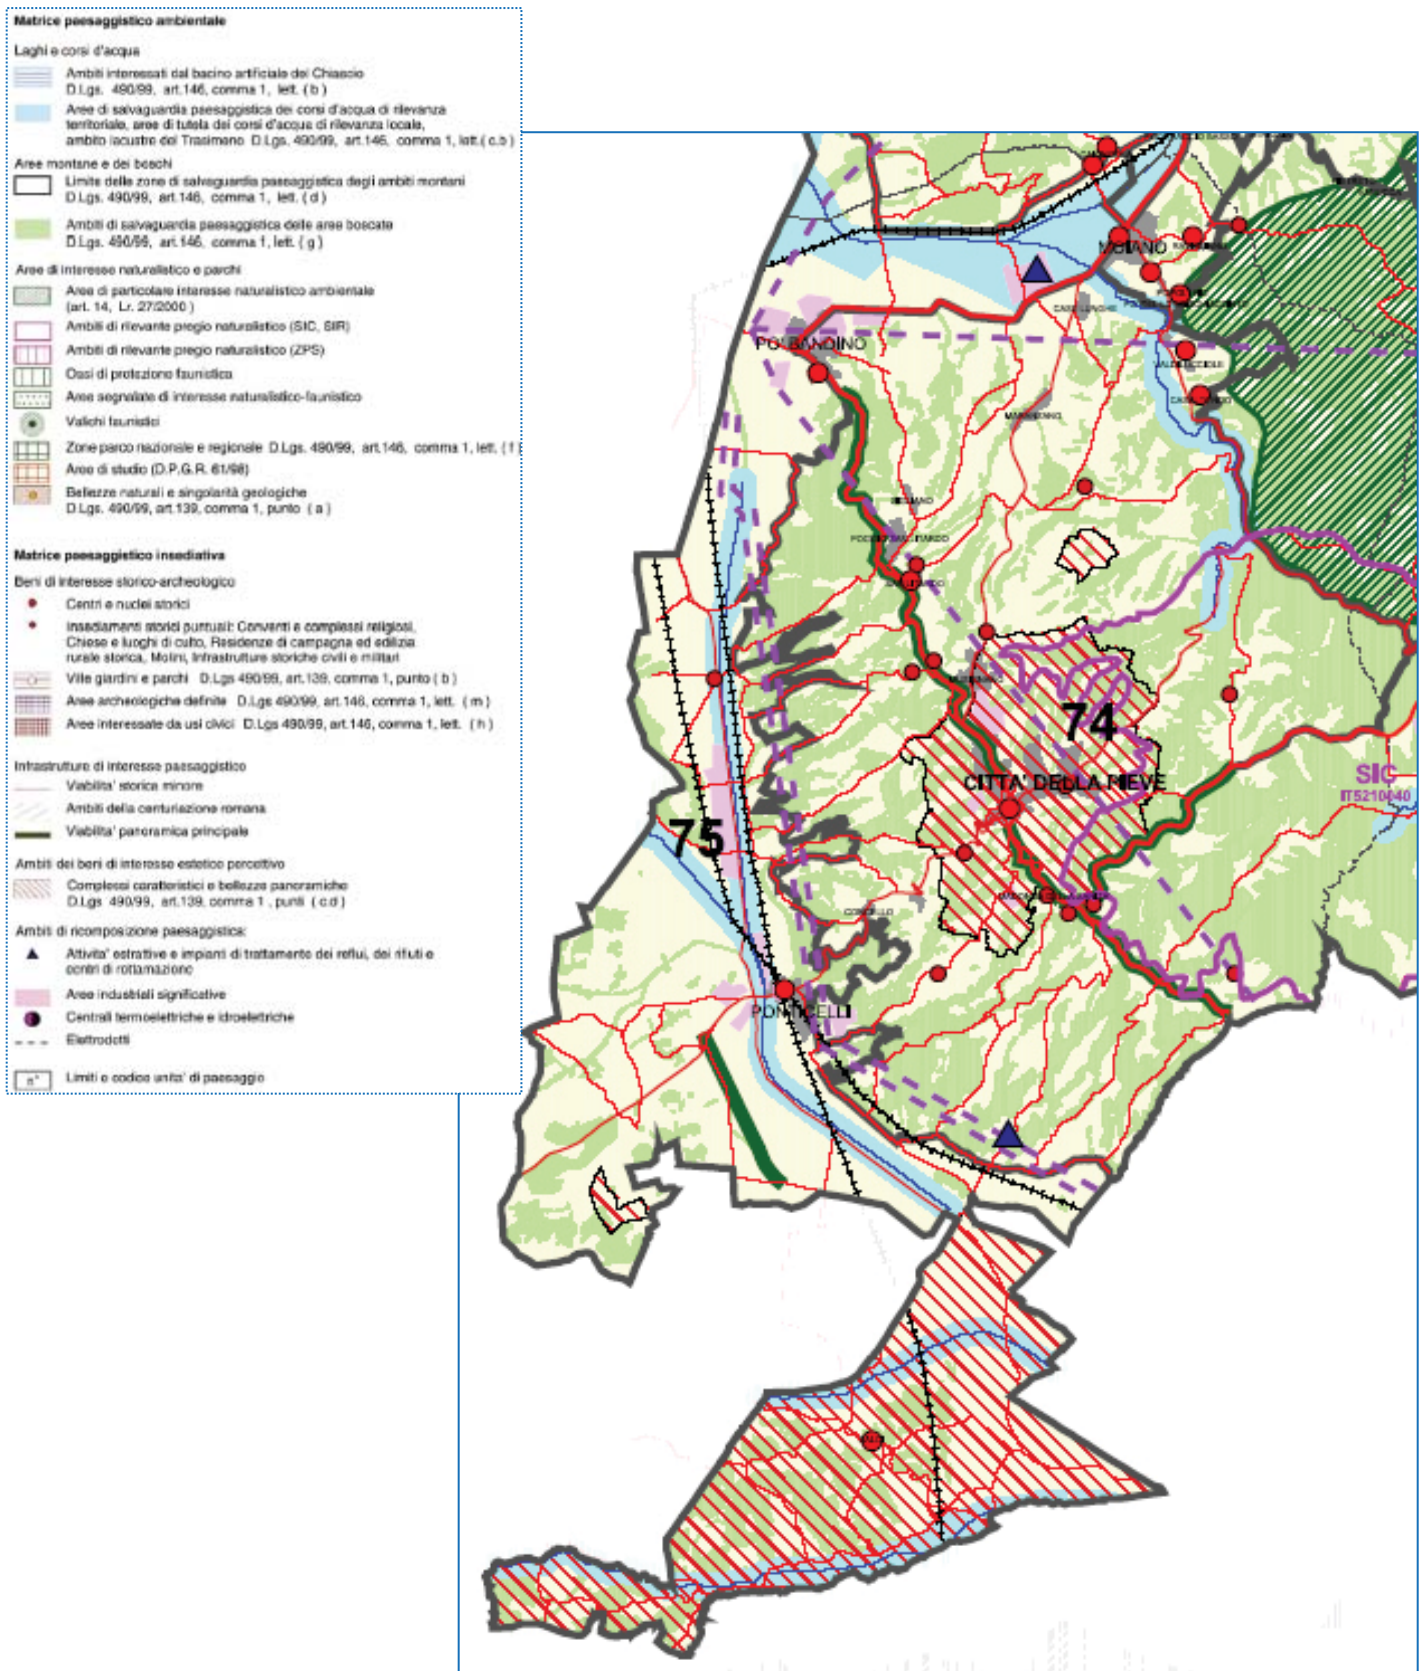 Matrice paesaggistico ambientale
Laghi e corsi d'acqua
Ambiti interessati dal bacino artificiale del Chiascio
D.Lgs. 490/99, art.146, comma 1, lett. ( b )
Aree di salvaguardia paesaggistica dei corsi d'acqua di rilevanza
territoriale, aree di tutela dei corsi d'acqua di rilevanza locale,
ambito lacustre del Trasimeno D.Lgs. 490/99, art.146, comma 1, lett.( c.b )
Aree montane e dei boschi
Limite delle zone di salvaguardia paesaggistica degli ambiti montani
D.Lgs. 490/99, art.146, comma 1, lett. ( d )
Ambiti di salvaguardia paesaggistica delle aree boscate
D.Lgs. 490/99, art.146, comma 1, lett. ( g )
Aree di interesse naturalistico e parchi
Aree di particolare interesse naturalistico ambientale
(art. 14, Lr. 27/2000 )
Ambiti di rilevante pregio naturalistico (SIC, SIR)
Ambiti di rilevante pregio naturalistico (ZPS)
Oasi di protezione faunistica
Aree segnalate di interesse naturalistico-faunistico
Valichi faunistici
Zone parco nazionale e regionale D.Lgs. 490/99, art.146, comma 1, lett. ( f )
Aree di studio (D.P.G.R. 61/98)
Bellezze naturali e singolarità geologiche
D.Lgs. 490/99, art.139, comma 1, punto ( a )
Matrice paesaggistico insediativa
Beni di interesse storico-archeologico
Centri e nuclei storici
Insediamenti storici puntuali: Conventi e complessi religiosi,
Chiese e luoghi di culto, Residenze di campagna ed edilizia
rurale storica, Molini, Infrastrutture storiche civili e militari
Ville giardini e parchi D.Lgs 490/99, art.139, comma 1, punto ( b )
Aree archeologiche definite D.Lgs 490/99, art.146, comma 1, lett. ( m )
Aree interessate da usi civici D.Lgs 490/99, art.146, comma 1, lett. ( h )
Infrastrutture di interesse paesaggistico
Viabilita' storica minore
Ambiti della centuriazione romana
Viabilita' panoramica principale
Ambiti dei beni di interesse estetico percettivo
Complessi caratteristici e bellezze panoramiche
D.Lgs 490/99, art.139, comma 1 , punti ( c.d )
Ambiti di ricomposizione paesaggistica:
Attivita' estrattive e impianti di trattamento dei reflui, dei rifiuti e
centri di rottamazione
Aree industriali significative
Centrali termoelettriche e idroelettriche
Elettrodotti
n°
Limiti e codice unita' di paesaggio
MOIANO
CASE LUNGHE
PO' BANDINO
MARANZANO
74
CITTA' DELLA PIEVE
SIC
IT5210040
75
PONTICELLI